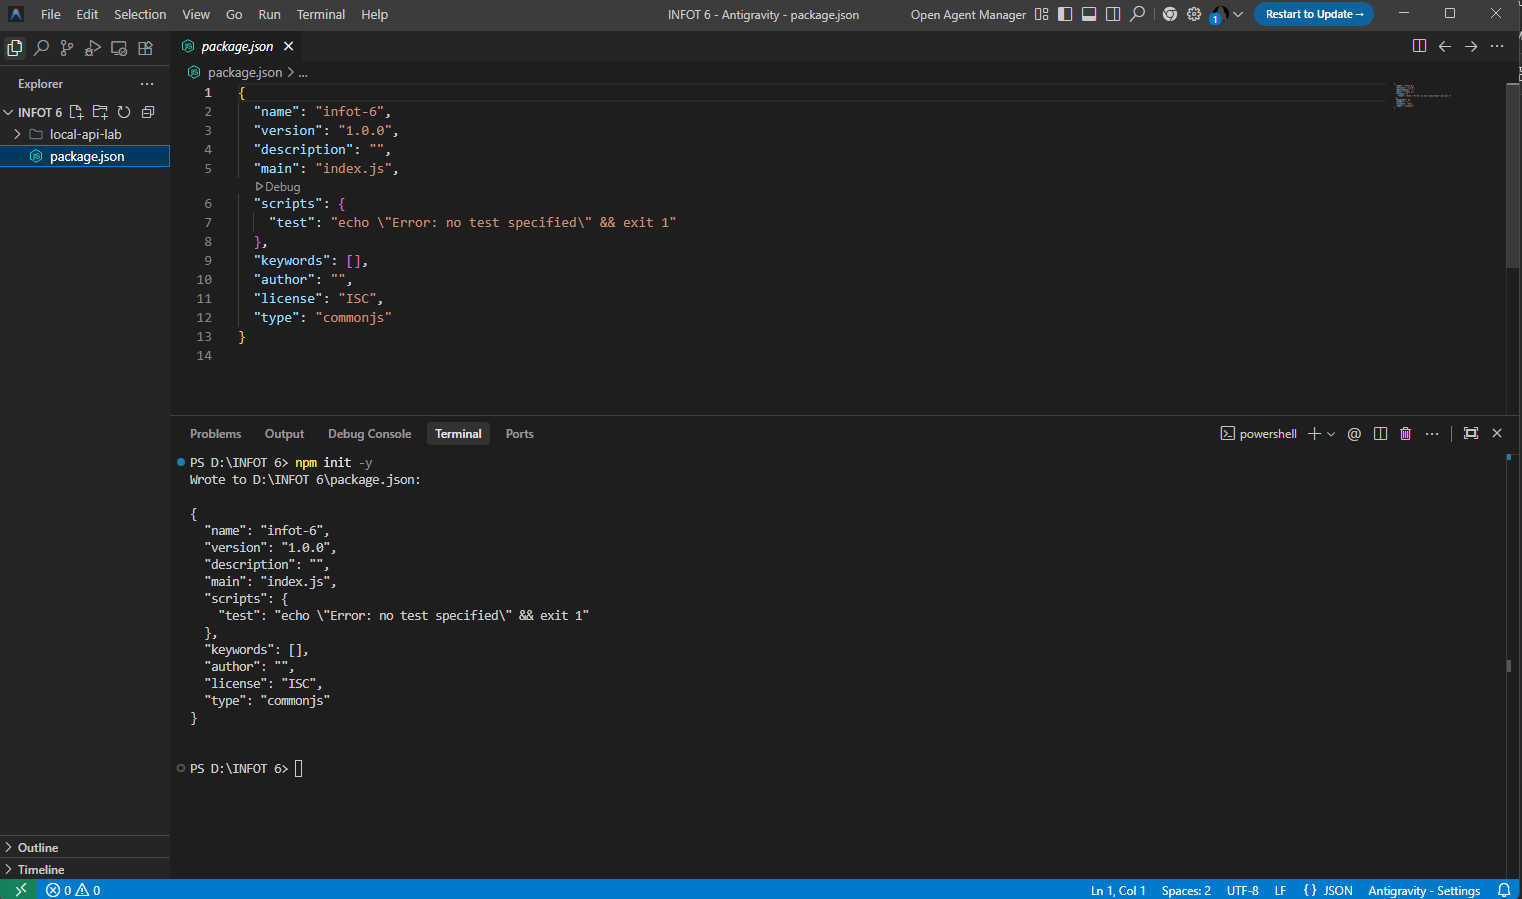 File Edit Selection View Go Run Terminal Help
INFOT 6 - Antigravity - package.json
Open Agent Manager
1
Restart to Update→
Explorer
INFOT 6
local-api-lab
package.json
Outline
Timeline
package.json
package.json > ...
1 {
2 "name": "infot-6",
3 "version": "1.0.0",
4 "description": "",
5 "main": "index.js",
Debug
6 "scripts": {
7 "test": "echo \"Error: no test specified\" && exit 1"
8 },
9 "keywords": [],
10 "author": "",
11 "license": "ISC",
12 "type": "commonjs"
13 }
14
Problems Output Debug Console Terminal Ports
powershell
PS D:\INFOT 6> npm init -y
Wrote to D:\INFOT 6\package.json:
{
"name": "infot-6",
"version": "1.0.0",
"description": "",
"main": "index.js",
"scripts": {
"test": "echo \"Error: no test specified\" && exit 1"
},
"keywords": [],
"author": "",
"license": "ISC",
"type": "commonjs"
}
PS D:\INFOT 6>
0 0
Ln 1, Col 1 Spaces: 2 UTF-8 LF {} JSON Antigravity - Settings